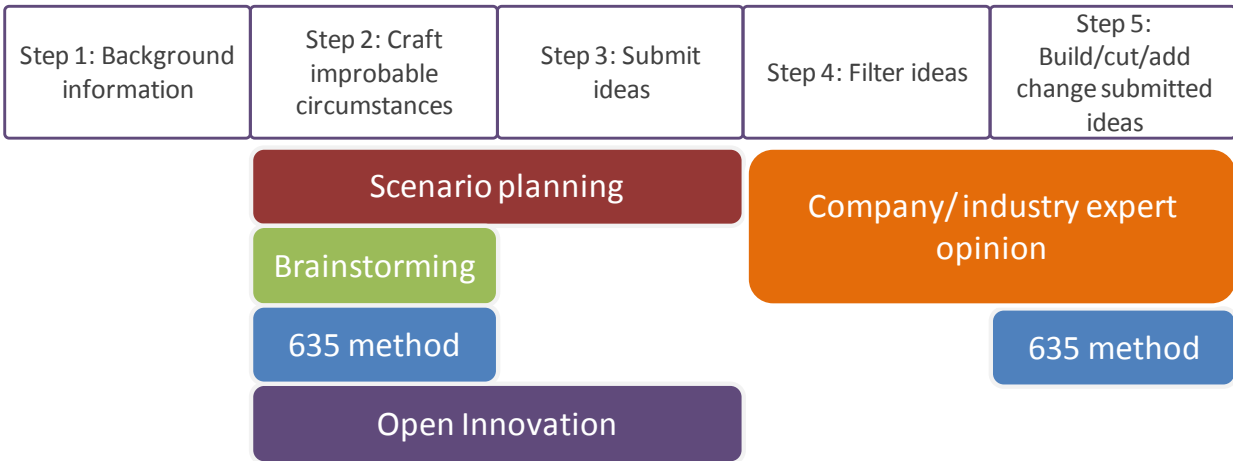 Step 1: Background
information
Step 2: Craft
improbable
circumstances
Step 3: Submit
ideas
Step 4: Filter ideas
Step 5:
Build/cut/add
change submitted
ideas
Scenario planning
Company/ industry expert
opinion
Brainstorming
635 method
635 method
Open Innovation